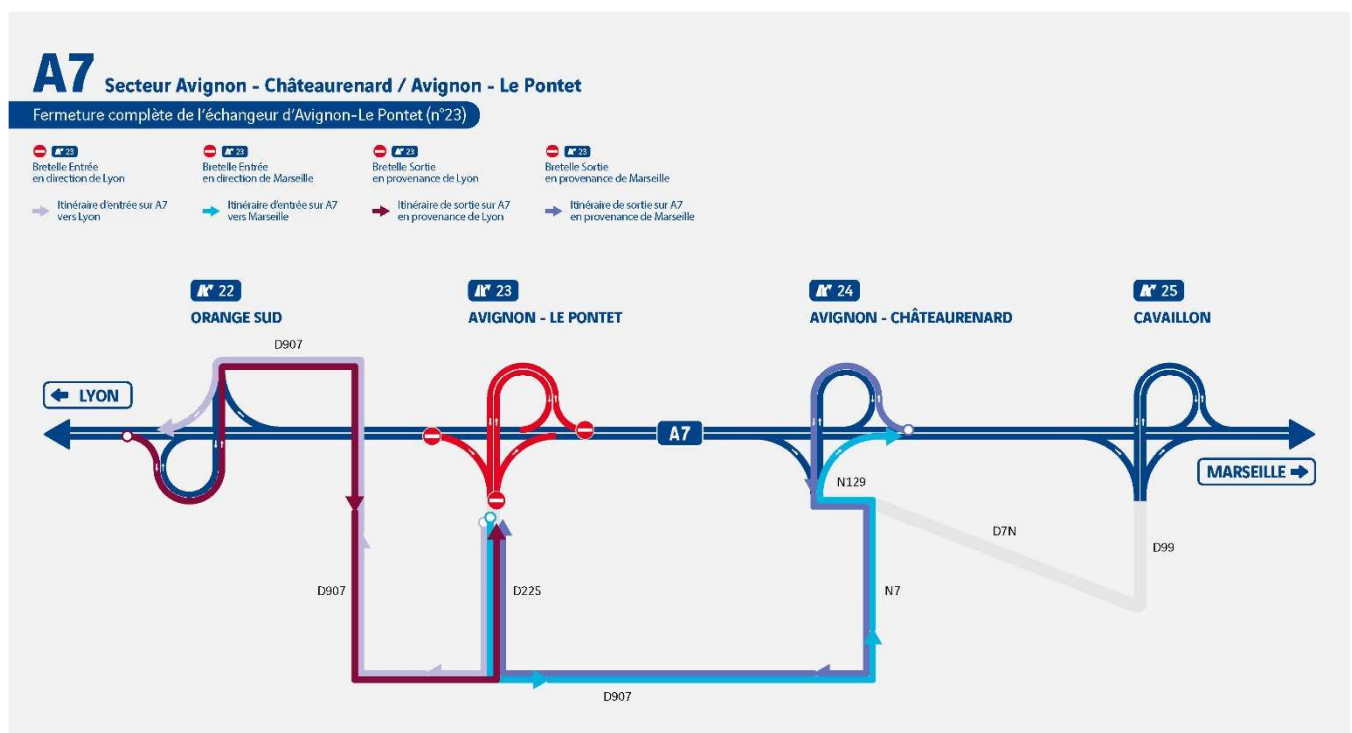 A7 Secteur Avignon - Châteaurenard / Avignon - Le Pontet
Fermeture complète de l'échangeur d'Avignon-Le Pontet (n°23)
23
Bretelle Entrée
en direction de Lyon
23
Bretelle Entrée
en direction de Marseille
23
Bretelle Sortie
en provenance de Lyon
23
Bretelle Sortie
en provenance de Marseille
Itinéraire d'entrée sur A7
vers Lyon
Itinéraire d'entrée sur A7
vers Marseille
Itinéraire de sortie sur A7
en provenance de Lyon
Itinéraire de sortie sur A7
en provenance de Marseille
22
ORANGE SUD
23
AVIGNON - LE PONTET
24
AVIGNON - CHÂTEAURENARD
25
CAVAILLON
D907
LYON
A7
MARSEILLE
N129
D7N
D99
D907
D225
N7
D907